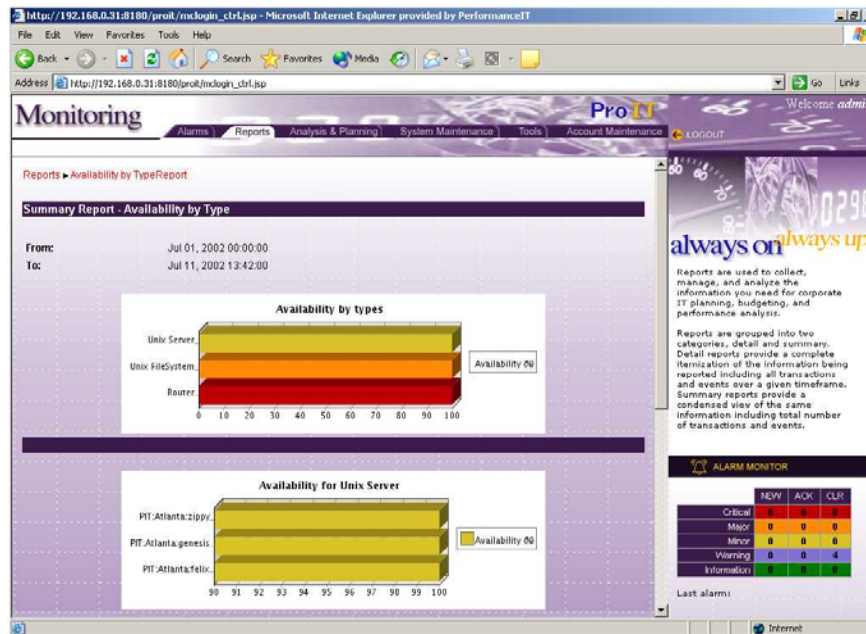 http://192.168.0.31:8180/proit/mclogin_ctrl.jsp - Microsoft Internet Explorer provided by PerformanceIT
File Edit View Favorites Tools Help
Back Search Favorites Media
Address http://192.168.0.31:8180/proit/mclogin_ctrl.jsp Go Links
Monitoring
ProIT
Welcome admi
Alarms Reports Analysis & Planning System Maintenance Tools Account Maintenance LOGOUT
Reports Availability by TypeReport
Summary Report - Availability by Type
From: Jul 01, 2002 00:00:00
To: Jul 11, 2002 13:42:00
Availability by types
Unix Server
Unix FileSystem
Router
0 10 20 30 40 50 60 70 80 90 100
Availability
Availability for Unix Server
PIT:Atlanta:zippy
PIT:Atlanta:genesis
PIT:Atlanta:felix
90 91 92 93 94 95 96 97 98 99 100
Availability
always on always up
Reports are used to collect,
manage, and analyze the
information you need for corporate
IT planning, budgeting, and
performance analysis.
Reports are grouped into two
categories, detail and summary.
Detail reports provide a complete
itemization of the information being
reported including all transactions
and events over a given timeframe.
Summary reports provide a
condensed view of the same
information including total number
of transactions and events.
ALARM MONITOR
NEW ACK CLR
Critical 0 0 0
Major 0 0 0
Minor 0 0 0
Warning 0 0 4
Information 0 0 0
Last alarm:
Internet